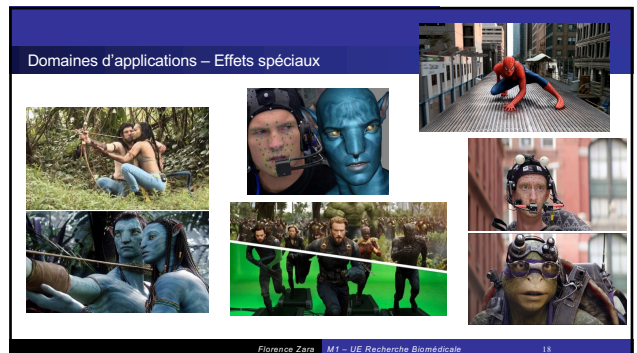 Domaines d'applications – Effets spéciaux
Florence Zara M1 – UE Recherche Biomédicale 18